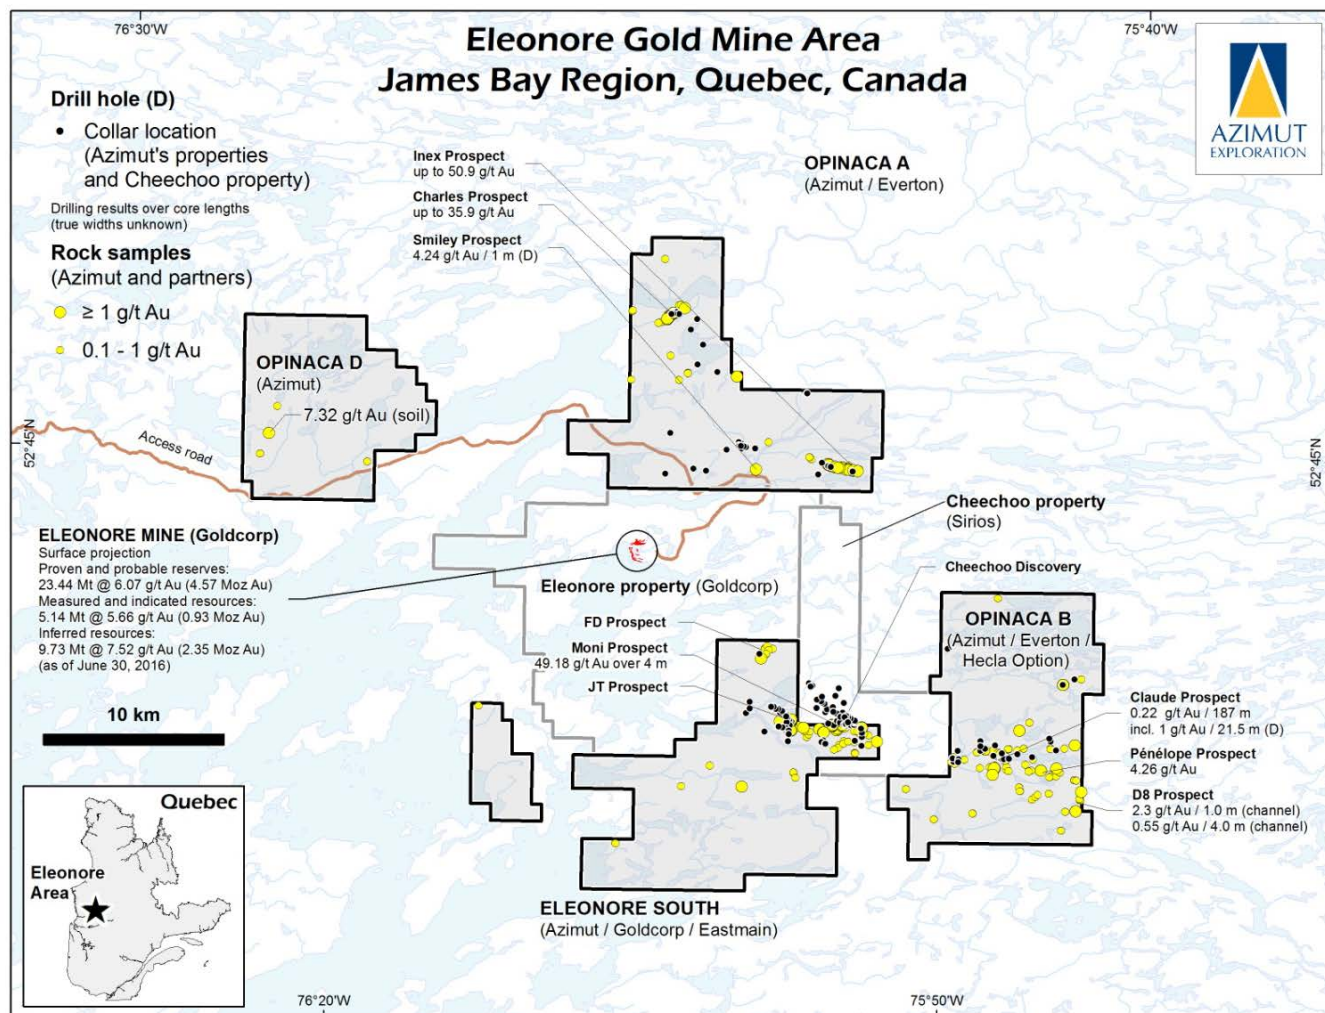 76°30'W
75°40'W
Eleonore Gold Mine Area
James Bay Region, Quebec, Canada
AZIMUT
EXPLORATION
Drill hole (D)
Collar location
(Azimut's properties
and Cheechoo property)
Drilling results over core lengths
(true widths unknown)
Rock samples
(Azimut and partners)
≥ 1 g/t Au
0.1 - 1 g/t Au
Inex Prospect
up to 50.9 g/t Au
Charles Prospect
up to 35.9 g/t Au
Smiley Prospect
4.24 g/t Au / 1 m (D)
OPINACA A
(Azimut / Everton)
OPINACA D
(Azimut)
7.32 g/t Au (soil)
Access road
52°45'N
52°45'N
ELEONORE MINE (Goldcorp)
Surface projection
Proven and probable reserves:
23.44 Mt @ 6.07 g/t Au (4.57 Moz Au)
Measured and indicated resources:
5.14 Mt @ 5.66 g/t Au (0.93 Moz Au)
Inferred resources:
9.73 Mt @ 7.52 g/t Au (2.35 Moz Au)
(as of June 30, 2016)
Eleonore property (Goldcorp)
Cheechoo property
(Sirios)
Cheechoo Discovery
FD Prospect
Moni Prospect
49.18 g/t Au over 4 m
JT Prospect
OPINACA B
(Azimut / Everton /
Hecla Option)
Claude Prospect
0.22 g/t Au / 187 m
incl. 1 g/t Au / 21.5 m (D)
Pénélope Prospect
4.26 g/t Au
D8 Prospect
2.3 g/t Au / 1.0 m (channel)
0.55 g/t Au / 4.0 m (channel)
10 km
Quebec
Eleonore
Area
ELEONORE SOUTH
(Azimut / Goldcorp / Eastmain)
76°20'W
75°50'W